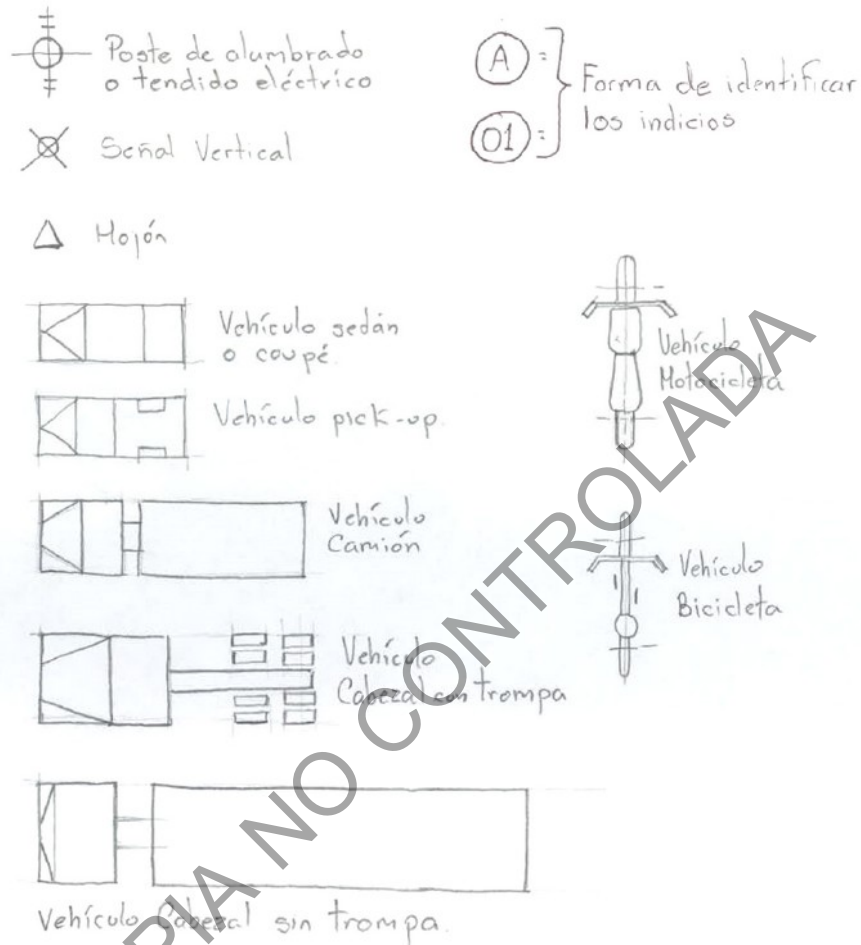 Poste de alumbrado
o tendido eléctrico
A =
01 =
Forma de identificar
los indicios
Señal Vertical
Mojón
Vehículo sedán
o coupé.
Vehículo pick-up.
Vehículo
Motocicleta
Vehículo
Camión
Vehículo
Bicicleta
Vehículo
Cabezal con trompa
Vehículo Cabezal sin trompa.
PIA NO CONTROLADA